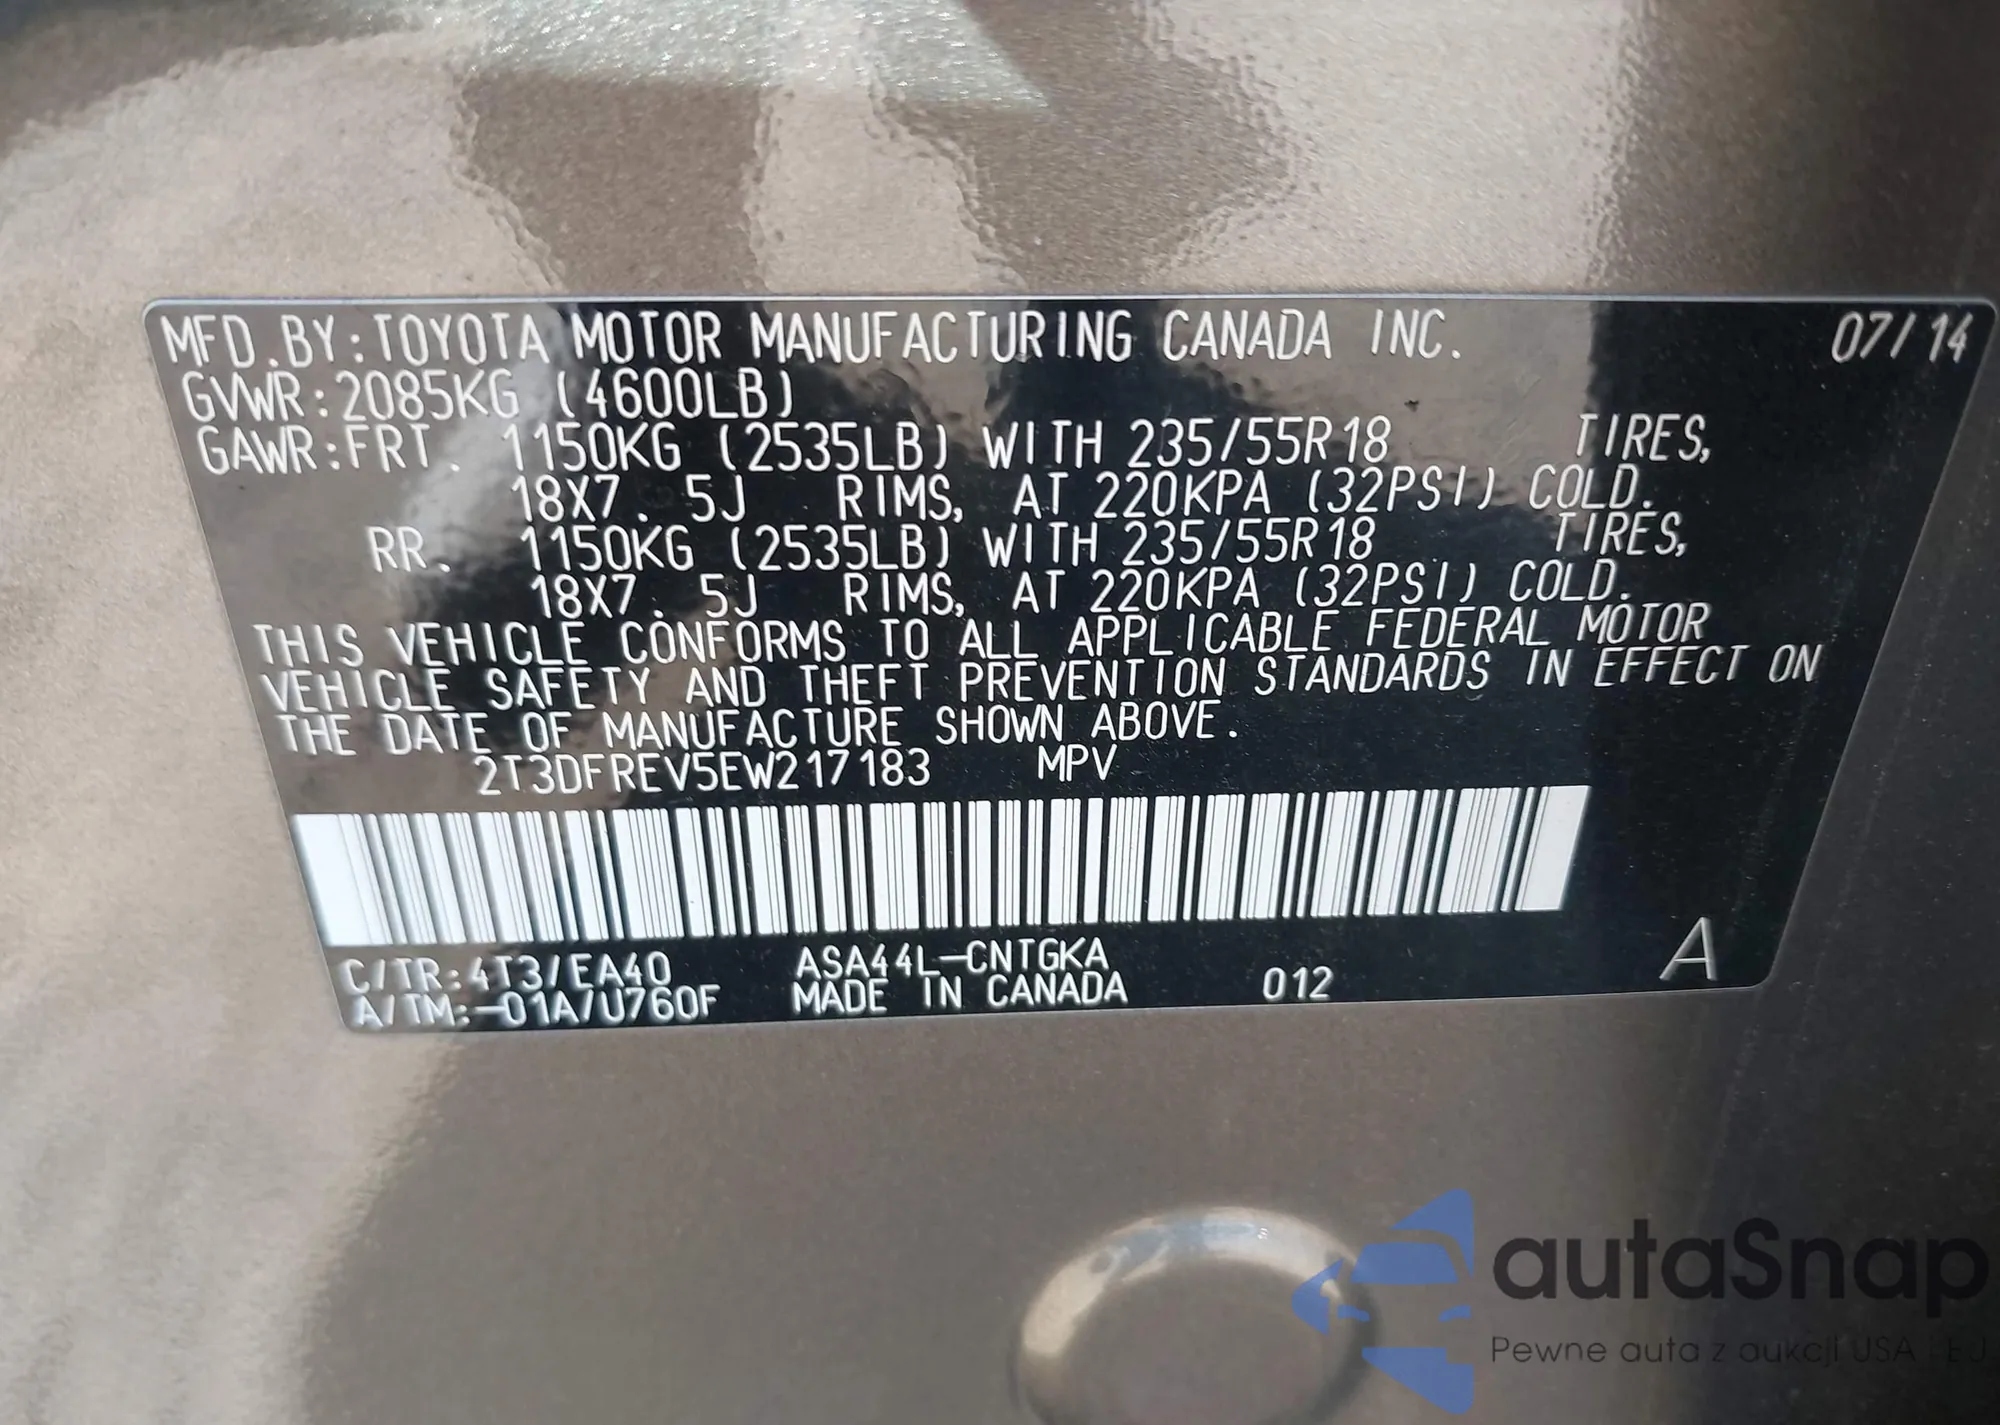 MFD.BY:TOYOTA MOTOR MANUFACTURING CANADA INC. 07/14
GVWR:2085KG (4600LB)
GAWR:FRT. 1150KG (2535LB) WITH 235/55R18 TIRES,
18X7.5J RIMS, AT 220KPA (32PSI) COLD.
RR. 1150KG (2535LB) WITH 235/55R18 TIRES,
18X7.5J RIMS, AT 220KPA (32PSI) COLD.
THIS VEHICLE CONFORMS TO ALL APPLICABLE FEDERAL MOTOR
VEHICLE SAFETY AND THEFT PREVENTION STANDARDS IN EFFECT ON
THE DATE OF MANUFACTURE SHOWN ABOVE.
2T3DFREV5EW217183 MPV
C/TR:4T3/EA40 ASA44L-CNTGKA A
A/TM:-01A/U760F MADE IN CANADA 012
autaSnap
Pewne auta z aukcji USA i EU